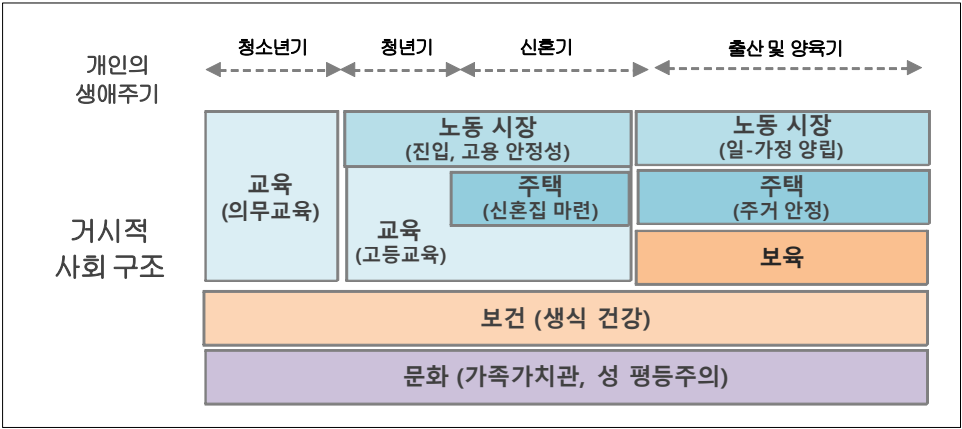 청소년기 청년기 신혼기 출산 및 양육기
개인의
생애주기
노동 시장
(진입, 고용 안정성)
노동 시장
(일-가정 양립)
교육
(의무교육)
주택
(신혼집 마련)
주택
(주거 안정)
교육
(고등교육)
거시적
사회 구조
보육
보건 (생식 건강)
문화 (가족가치관, 성 평등주의)